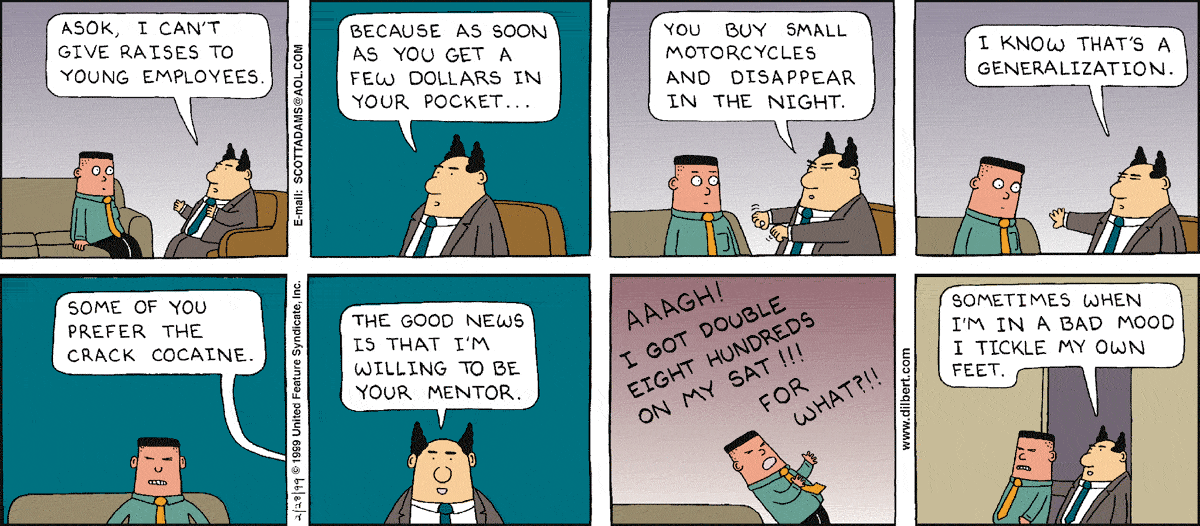 ASOK, I CAN'T
GIVE RAISES TO
YOUNG EMPLOYEES.
E-mail: SCOTTADAMS@AOL.COM
BECAUSE AS SOON
AS YOU GET A
FEW DOLLARS IN
YOUR POCKET...
YOU BUY SMALL
MOTORCYCLES
AND DISAPPEAR
IN THE NIGHT.
I KNOW THAT'S A
GENERALIZATION.
SOME OF YOU
PREFER THE
CRACK COCAINE.
2/28/99 © 1999 United Feature Syndicate, Inc.
THE GOOD NEWS
IS THAT I'M
WILLING TO BE
YOUR MENTOR.
AAAGH!
I GOT DOUBLE
EIGHT HUNDREDS
ON MY SAT!!!
FOR
WHAT?!!
www.dilbert.com
SOMETIMES WHEN
I'M IN A BAD MOOD
I TICKLE MY OWN
FEET.